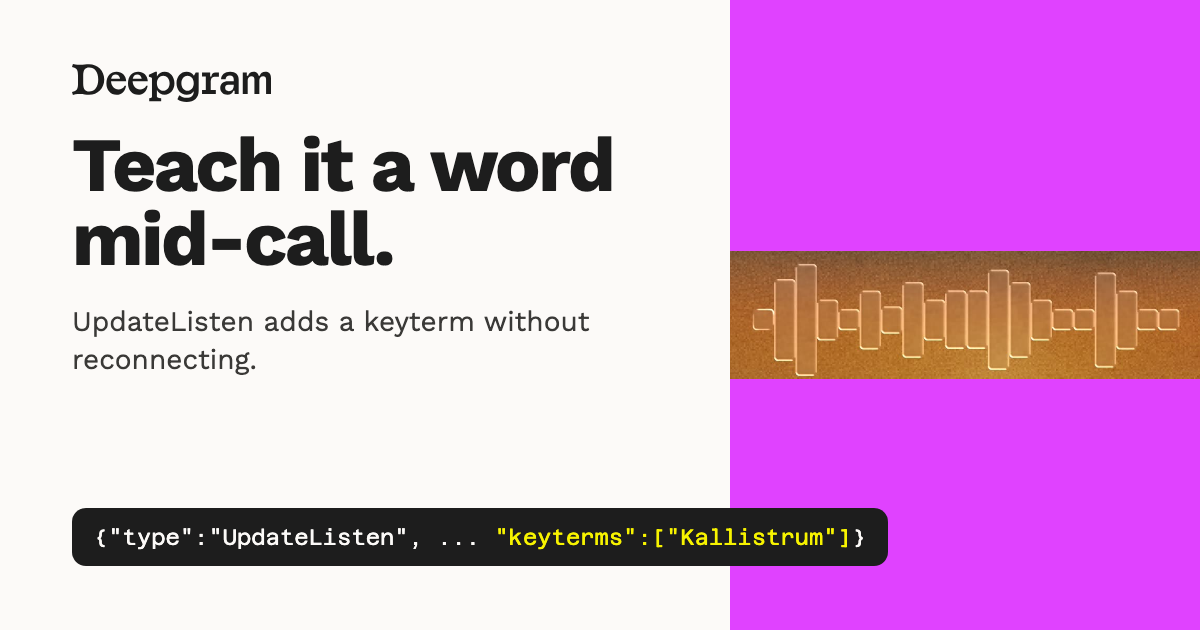 Deepgram
Teach it a word
mid-call.
UpdateListen adds a keyterm without
reconnecting.
{"type":"UpdateListen", ... "keyterms":["Kallistrum"]}